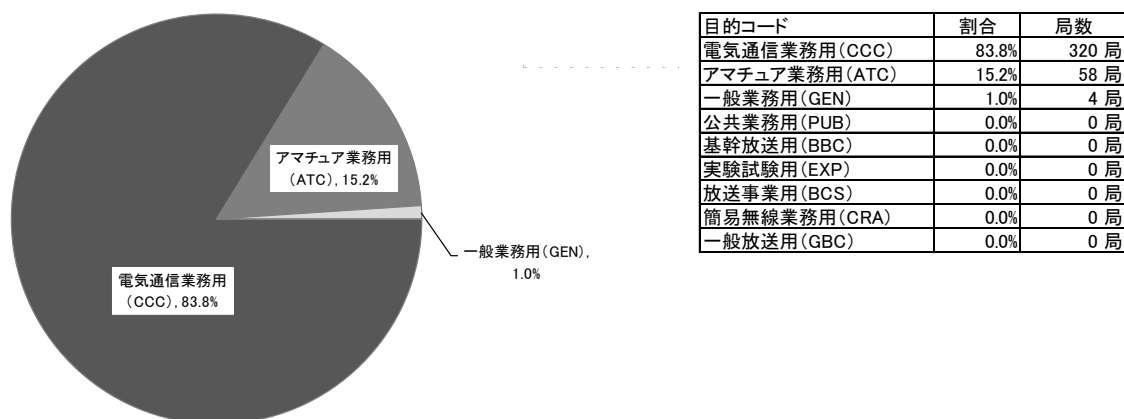 アマチュア業務用
(ATC), 15.2%
一般業務用(GEN),
1.0%
電気通信業務用
(CCC), 83.8%
目的コード 割合 局数
電気通信業務用(CCC) 83.8% 320 局
アマチュア業務用(ATC) 15.2% 58 局
一般業務用(GEN) 1.0% 4 局
公共業務用(PUB) 0.0% 0 局
基幹放送用(BBC) 0.0% 0 局
実験試験用(EXP) 0.0% 0 局
放送事業用(BCS) 0.0% 0 局
簡易無線業務用(CRA) 0.0% 0 局
一般放送用(GBC) 0.0% 0 局